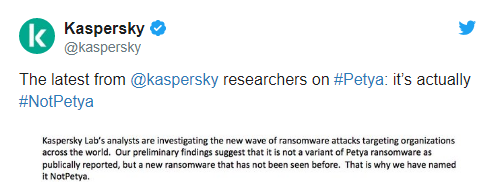 Kaspersky
@kaspersky
The latest from @kaspersky researchers on #Petya: it's actually
#NotPetya
Kaspersky Lab's analysts are investigating the new wave of ransomware attacks targeting organizations
across the world. Our preliminary findings suggest that it is not a variant of Petya ransomware as
publically reported, but a new ransomware that has not been seen before. That is why we have named
it NotPetya.